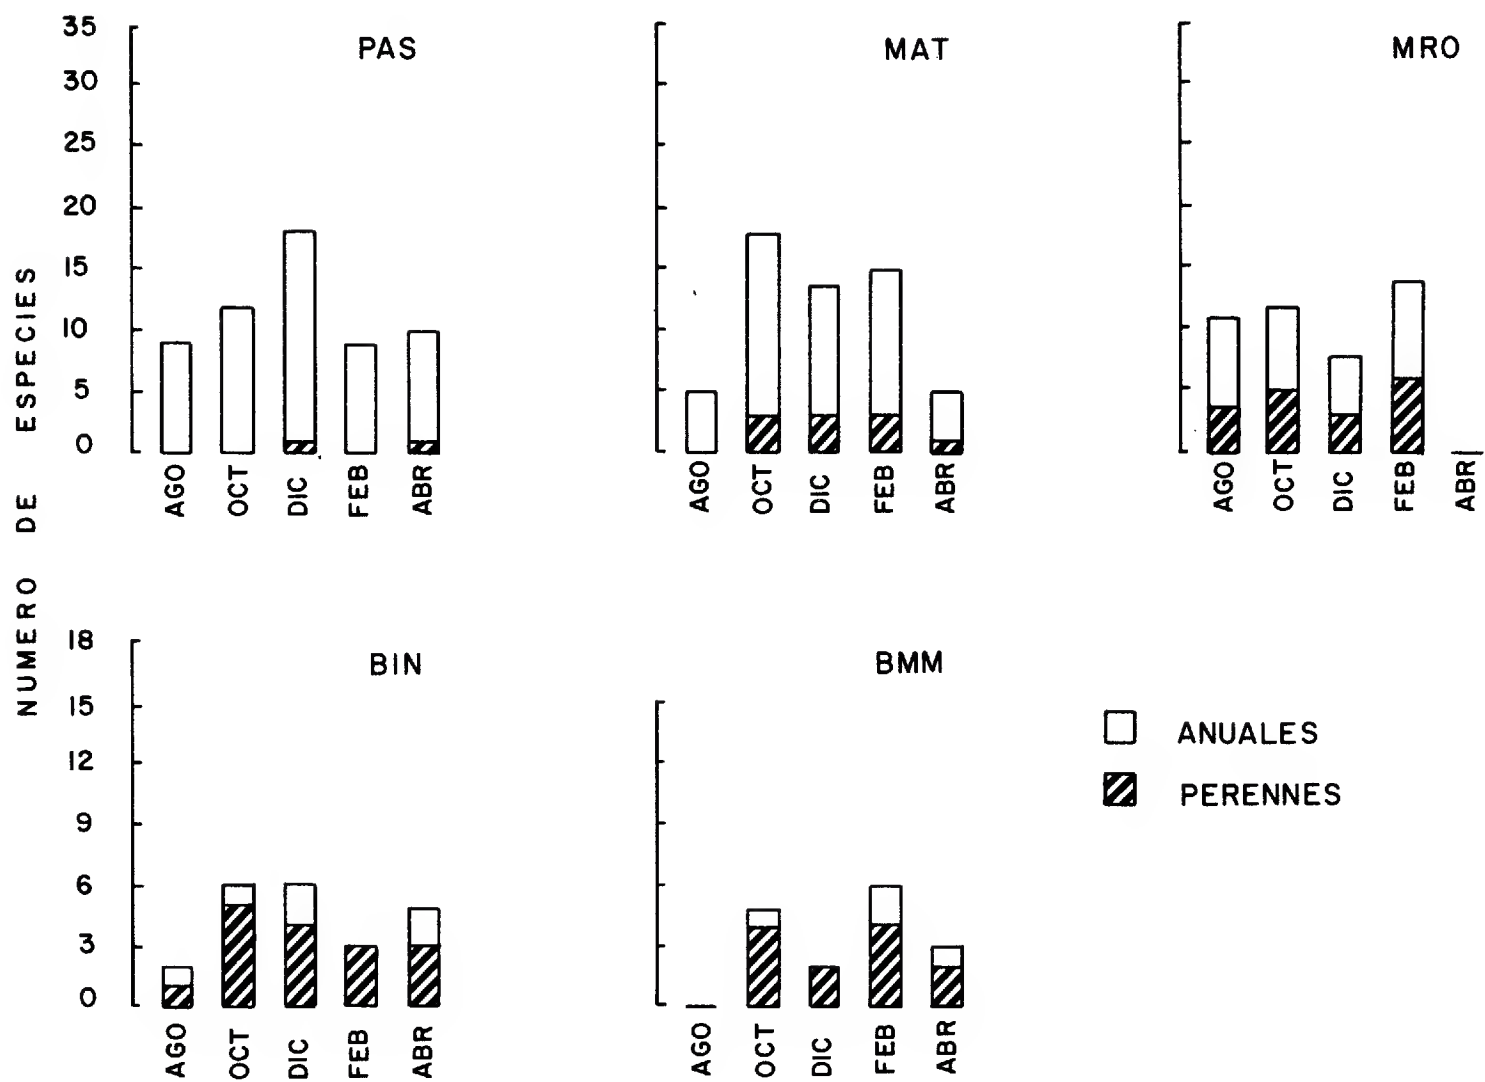 NUMERO DE ESPECIES
PAS
35
30
25
20
15
10
5
0
AGO OCT DIC FEB ABR
MAT
AGO OCT DIC FEB ABR
MRO
AGO OCT DIC FEB ABR
BIN
18
15
12
9
6
3
0
AGO OCT DIC FEB ABR
BMM
AGO OCT DIC FEB ABR
ANUALES
PERENNES